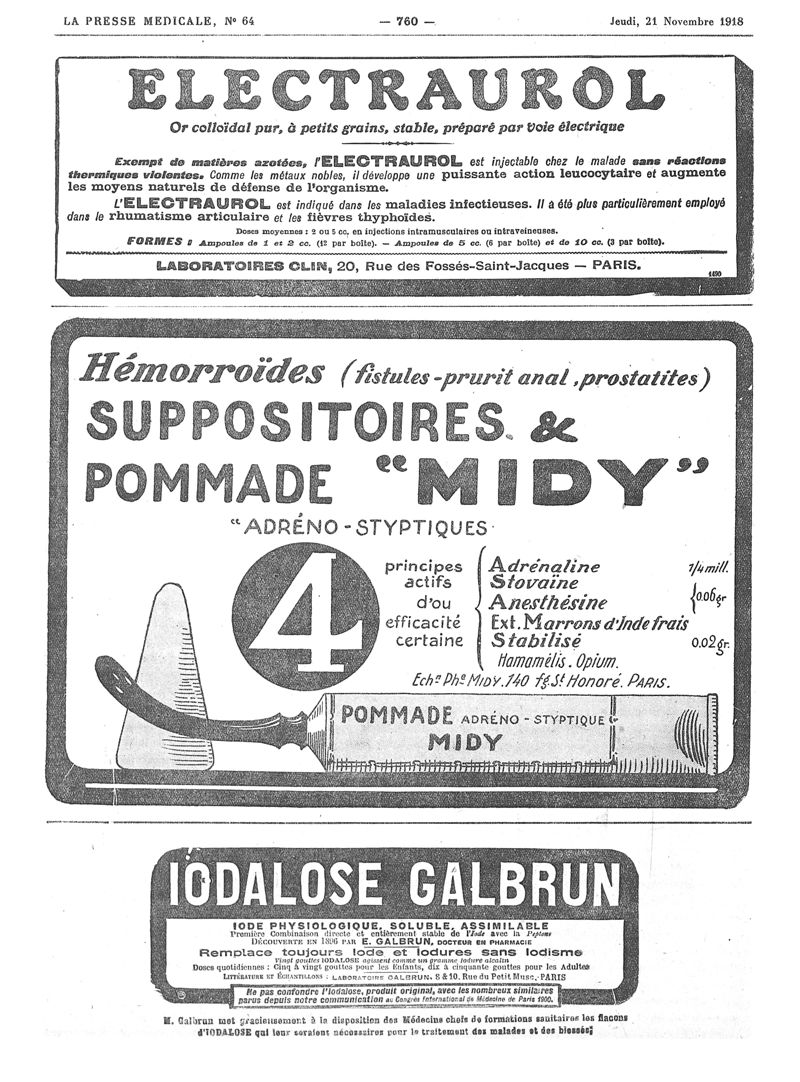 LA PRESSE MEDICALE, Nº 64 — 760 — Jeudi, 21 Novembre 1918
ELECTRAUROL
Or colloïdal pur, à petits grains, stable, préparé par voie électrique
Exempt de matières azotées, l'ELECTRAUROL est injectable chez le malade sans réactions
thermiques violentes. Comme les métaux nobles, il développe une puissante action leucocytaire et augmente
les moyens naturels de défense de l'organisme.
L'ELECTRAUROL est indiqué dans les maladies infectieuses. Il a été plus particulièrement employé
dans le rhumatisme articulaire et les fièvres thyphoïdes.
Doses moyennes : 2 ou 5 cc. en injections intramusculaires ou intraveineuses.
FORMES : Ampoules de 1 et 2 cc. (12 par boîte). — Ampoules de 5 cc. (6 par boîte) et de 10 cc. (3 par boîte).
LABORATOIRES CLIN, 20, Rue des Fossés-Saint-Jacques — PARIS.
1490
Hémorroïdes (fistules-prurit anal, prostatites)
SUPPOSITOIRES &
POMMADE "MIDY"
"ADRÉNO-STYPTIQUES
4
principes
actifs
d'ou
efficacité
certaine
Adrénaline 1/4 mill.
Stovaïne
Anesthésine 0.06 gr
Ext. Marrons d'Inde frais
Stabilisé 0.02 gr.
Hamamélis. Opium.
Echᵒ Phᵉ MIDY. 140 fg. Sᵗ Honoré. PARIS.
POMMADE ADRÉNO-STYPTIQUE
MIDY
IODALOSE GALBRUN
IODE PHYSIOLOGIQUE, SOLUBLE, ASSIMILABLE
Première Combinaison directe et entièrement stable de l'Iode avec la Peptone
DÉCOUVERTE EN 1896 PAR E. GALBRUN, DOCTEUR EN PHARMACIE
Remplace toujours Iode et Iodures sans Iodisme
Vingt gouttes IODALOSE agissent comme un gramme Iodure alcalin
Doses quotidiennes : Cinq à vingt gouttes pour les Enfants, dix à cinquante gouttes pour les Adultes
LITTÉRATURE ET ÉCHANTILLONS : LABORATOIRE GALBRUN, 8 & 10, Rue du Petit Musc, PARIS
Ne pas confondre l'Iodalose, produit original, avec les nombreux similaires
parus depuis notre communication au Congrès International de Médecine de Paris 1900.
M. Galbrun met gracieusement à la disposition des Médecins chefs de formations sanitaires les flacons
d'IODALOSE qui leur seraient nécessaires pour le traitement des malades et des blessés;